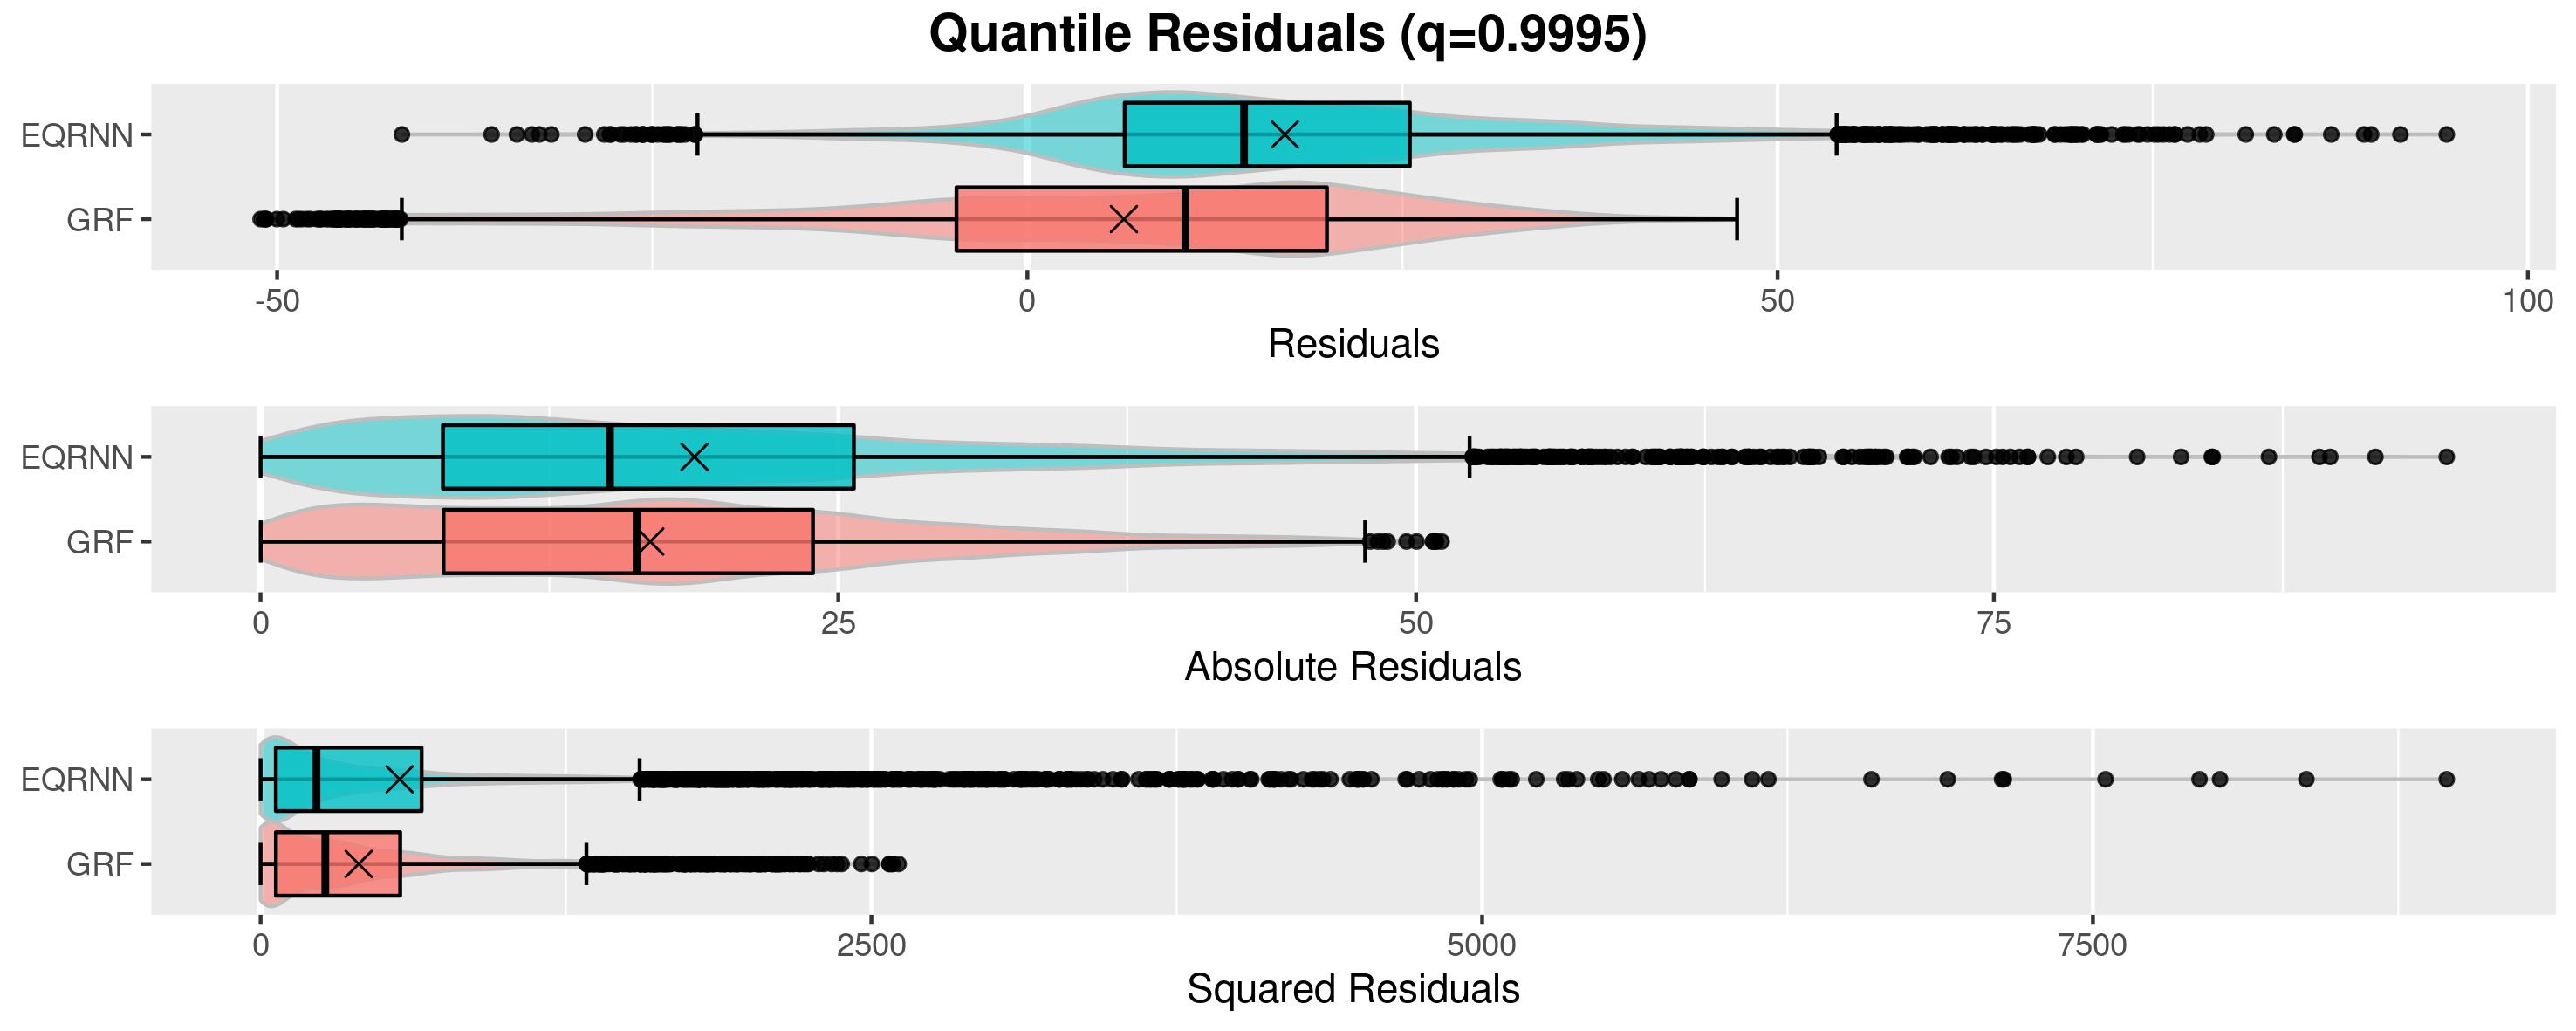 Quantile Residuals (q=0.9995)
EQRNN
GRF
-50 0 50 100
Residuals
EQRNN
GRF
0 25 50 75
Absolute Residuals
EQRNN
GRF
0 2500 5000 7500
Squared Residuals